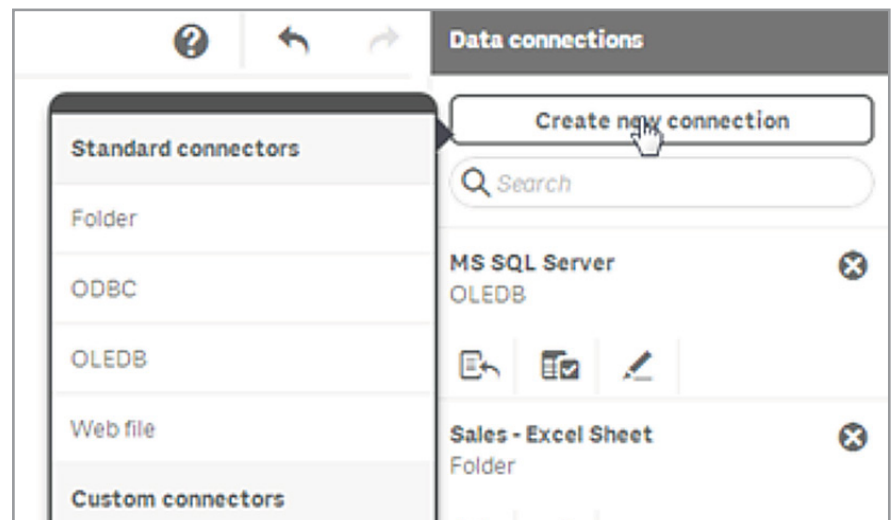 Data connections
Create new connection
Search
Standard connectors
Folder
ODBC
OLEDB
Web file
Custom connectors
MS SQL Server
OLEDB
Sales - Excel Sheet
Folder